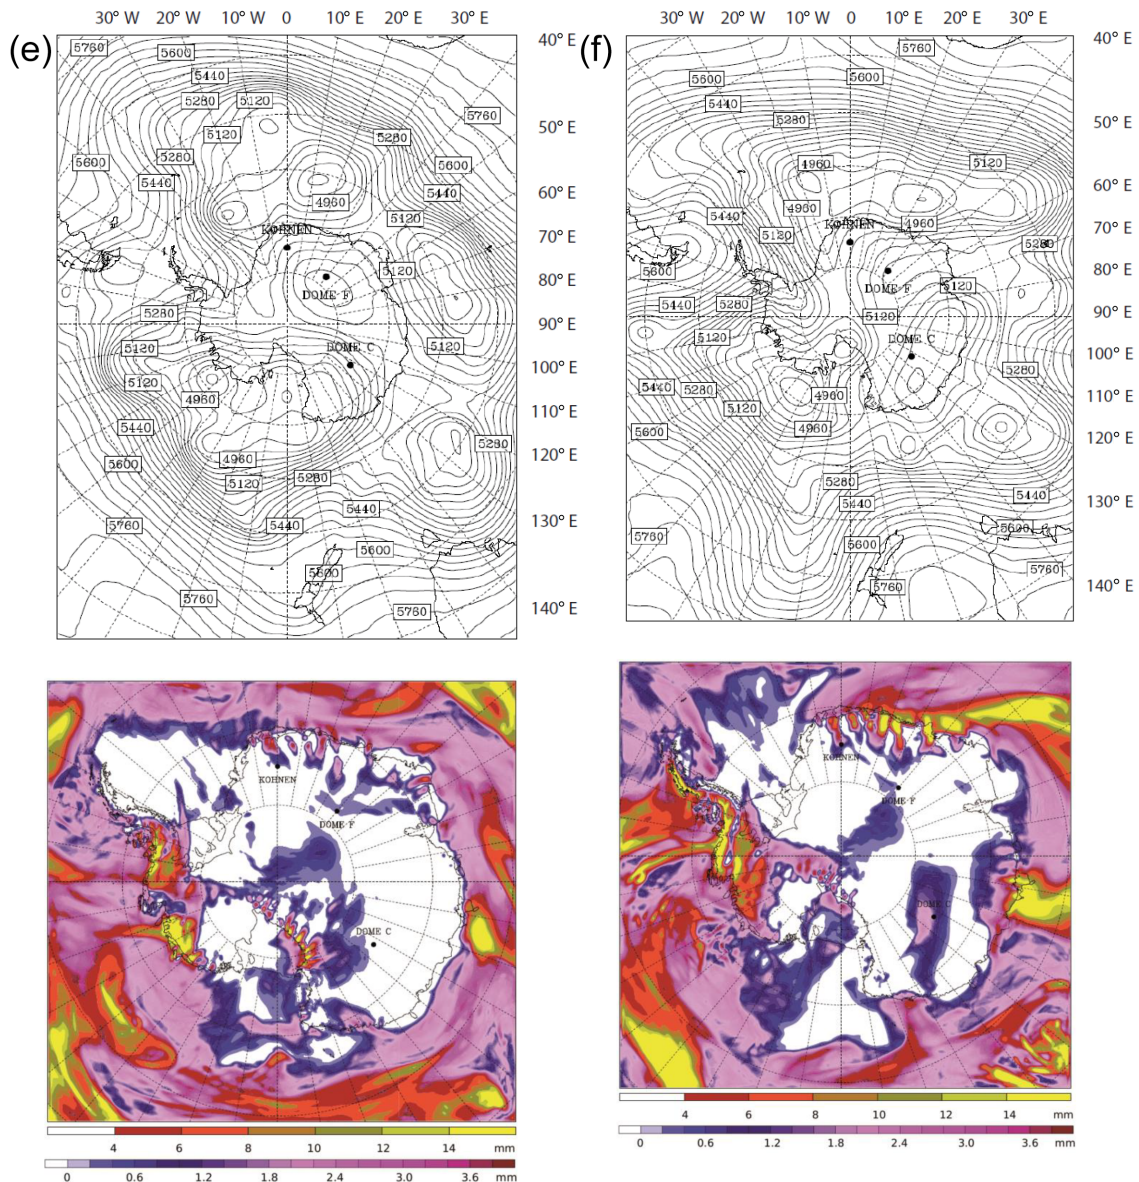 30° W 20° W 10° W 0 10° E 20° E 30° E
(e)
40° E
50° E
60° E
70° E
80° E
90° E
100° E
110° E
120° E
130° E
140° E
5760
5600
5440
5280 5120
5120
5280
5440
5600
5760
5280
5600
5440
4960
5120
KOHNEN
5120
DOME F
5280
5120
DOME C
5120
5120
4960
5440
5600
4960
5120
5280
5280
5440
5760
5440
5600
5600
5760
5760
30° W 20° W 10° W 0 10° E 20° E 30° E
(f)
40° E
50° E
60° E
70° E
80° E
90° E
100° E
110° E
120° E
130° E
140° E
5760
5600
5600
5440
5280
4960
5120
4960
5440
4960
KOHNEN
5120
5280
5600
DOME F
5120
5440
5280
5120
5120
DOME C
5280
5440
5280
4960
5120
4960
5600
5280
5440
5440
5600
5760
5600
5760
5760
KOHNEN
DOME F
DOME C
4 6 8 10 12 14 mm
0 0.6 1.2 1.8 2.4 3.0 3.6 mm
KOHNEN
DOME F
DOME C
4 6 8 10 12 14 mm
0 0.6 1.2 1.8 2.4 3.0 3.6 mm